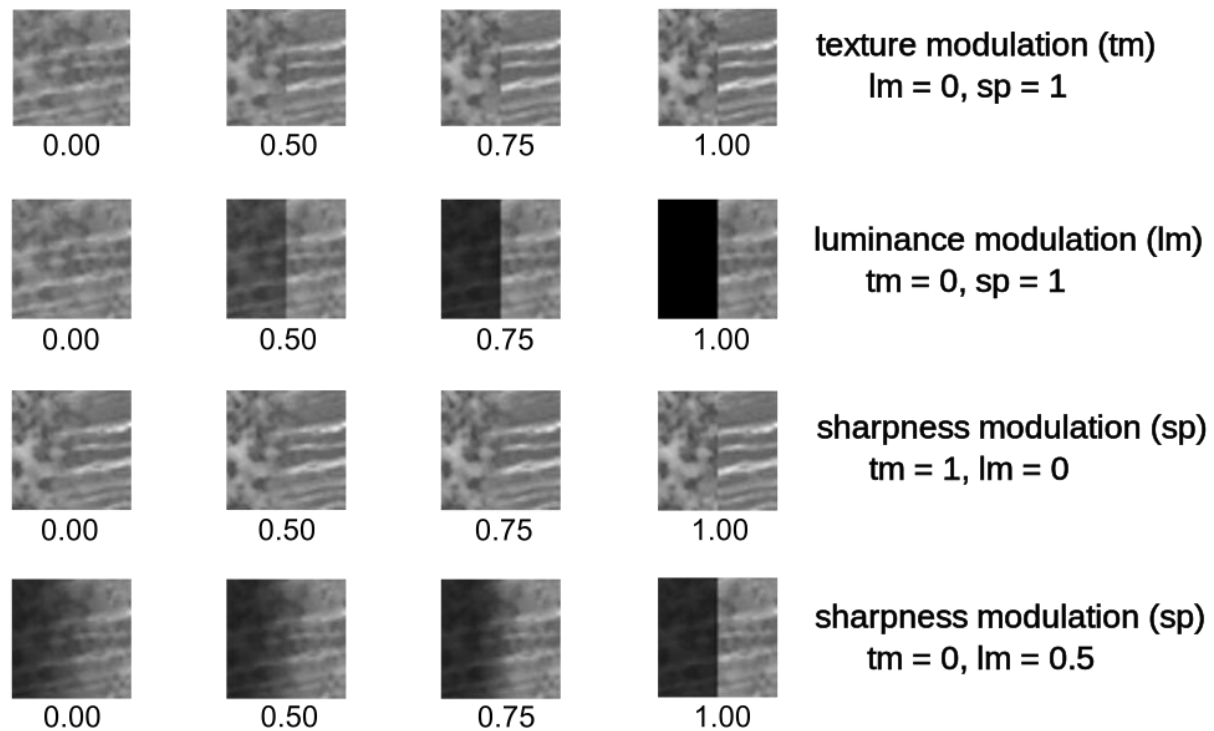 texture modulation (tm)
lm = 0, sp = 1
0.00 0.50 0.75 1.00
luminance modulation (lm)
tm = 0, sp = 1
0.00 0.50 0.75 1.00
sharpness modulation (sp)
tm = 1, lm = 0
0.00 0.50 0.75 1.00
sharpness modulation (sp)
tm = 0, lm = 0.5
0.00 0.50 0.75 1.00